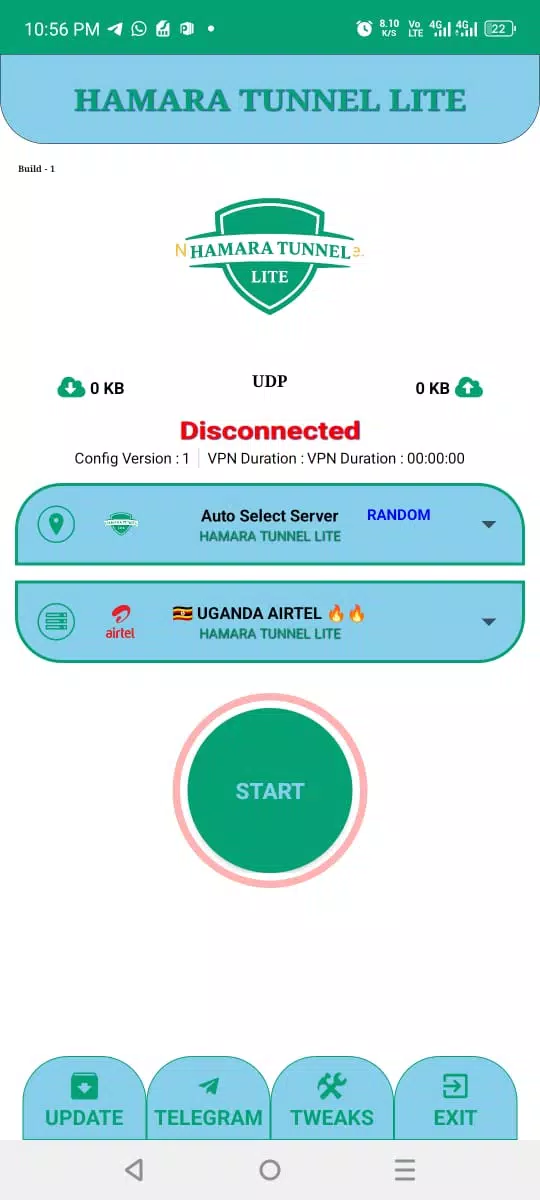 10:56 PM 8.10 K/S Vo LTE 4G 4G 22
HAMARA TUNNEL LITE
Build - 1
HAMARA TUNNEL
LITE
0 KB UDP 0 KB
Disconnected
Config Version : 1 VPN Duration : VPN Duration : 00:00:00
Auto Select Server RANDOM
HAMARA TUNNEL LITE
airtel 🇺🇬 UGANDA AIRTEL 🔥🔥
HAMARA TUNNEL LITE
START
UPDATE TELEGRAM TWEAKS EXIT